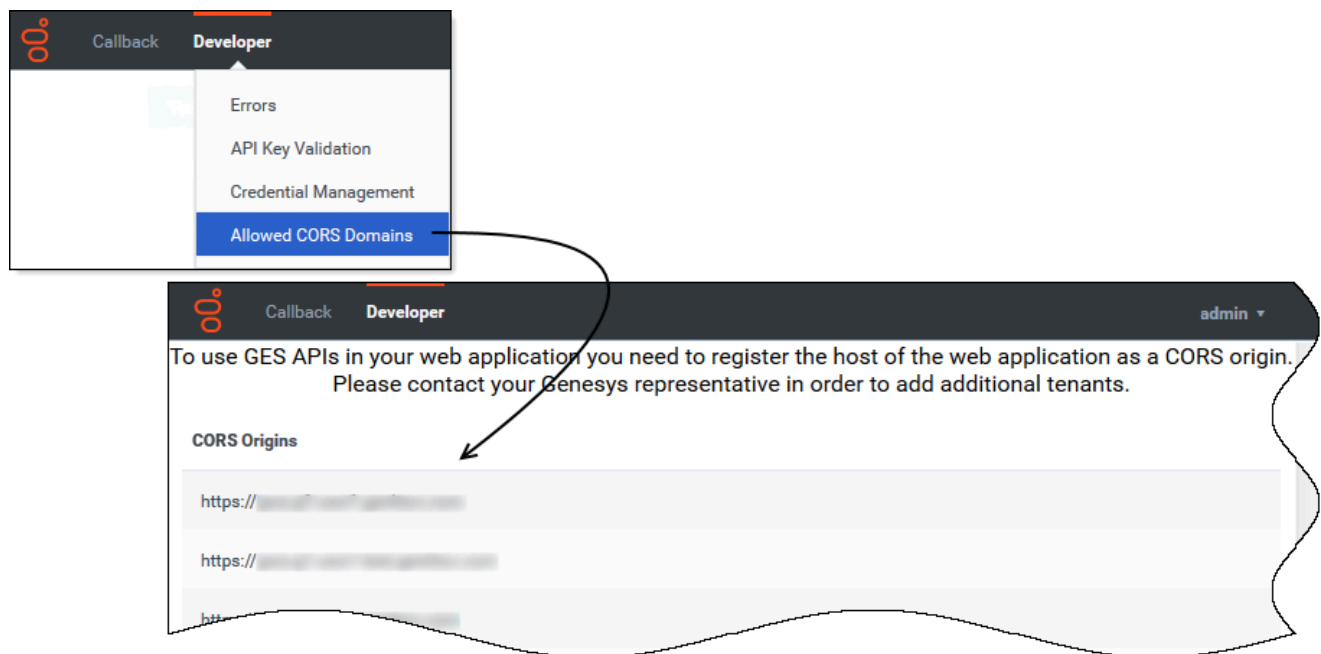 Callback Developer
Errors
API Key Validation
Credential Management
Allowed CORS Domains
Callback Developer admin
To use GES APIs in your web application you need to register the host of the web application as a CORS origin.
Please contact your Genesys representative in order to add additional tenants.
CORS Origins
https://
https://